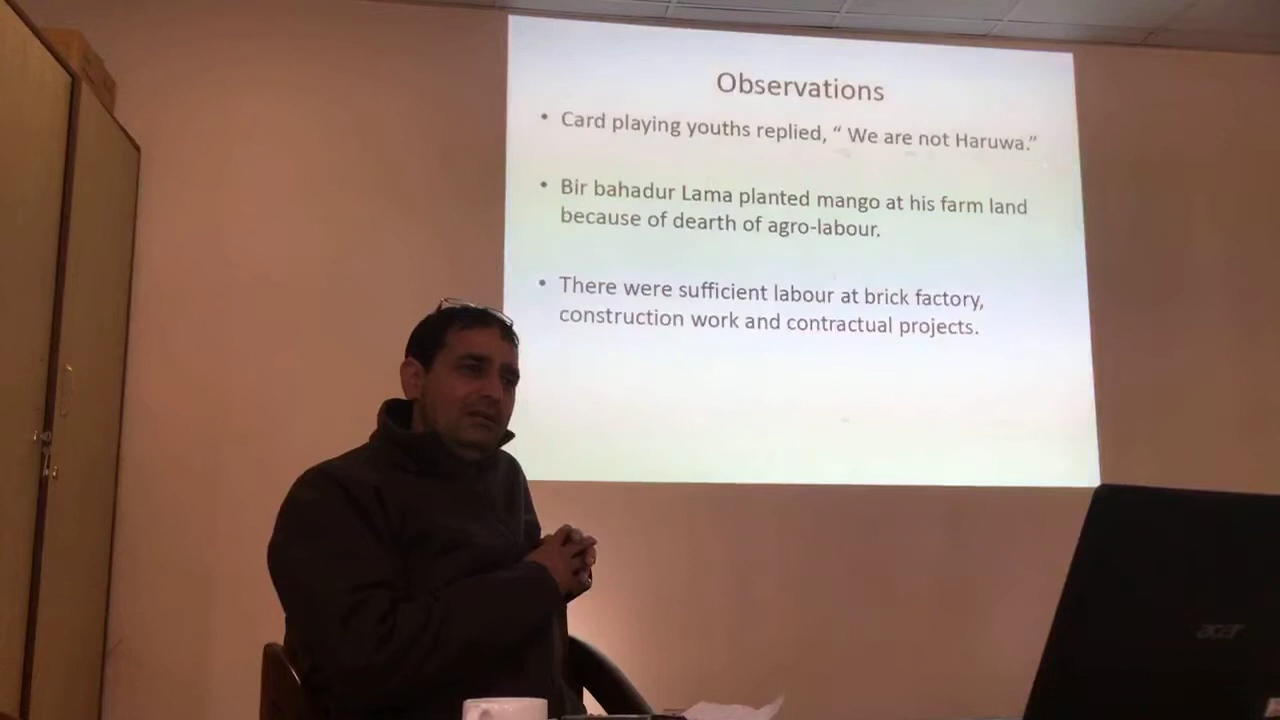 Observations
• Card playing youths replied, “ We are not Haruwa.”
• Bir bahadur Lama planted mango at his farm land
because of dearth of agro-labour.
• There were sufficient labour at brick factory,
construction work and contractual projects.
acer